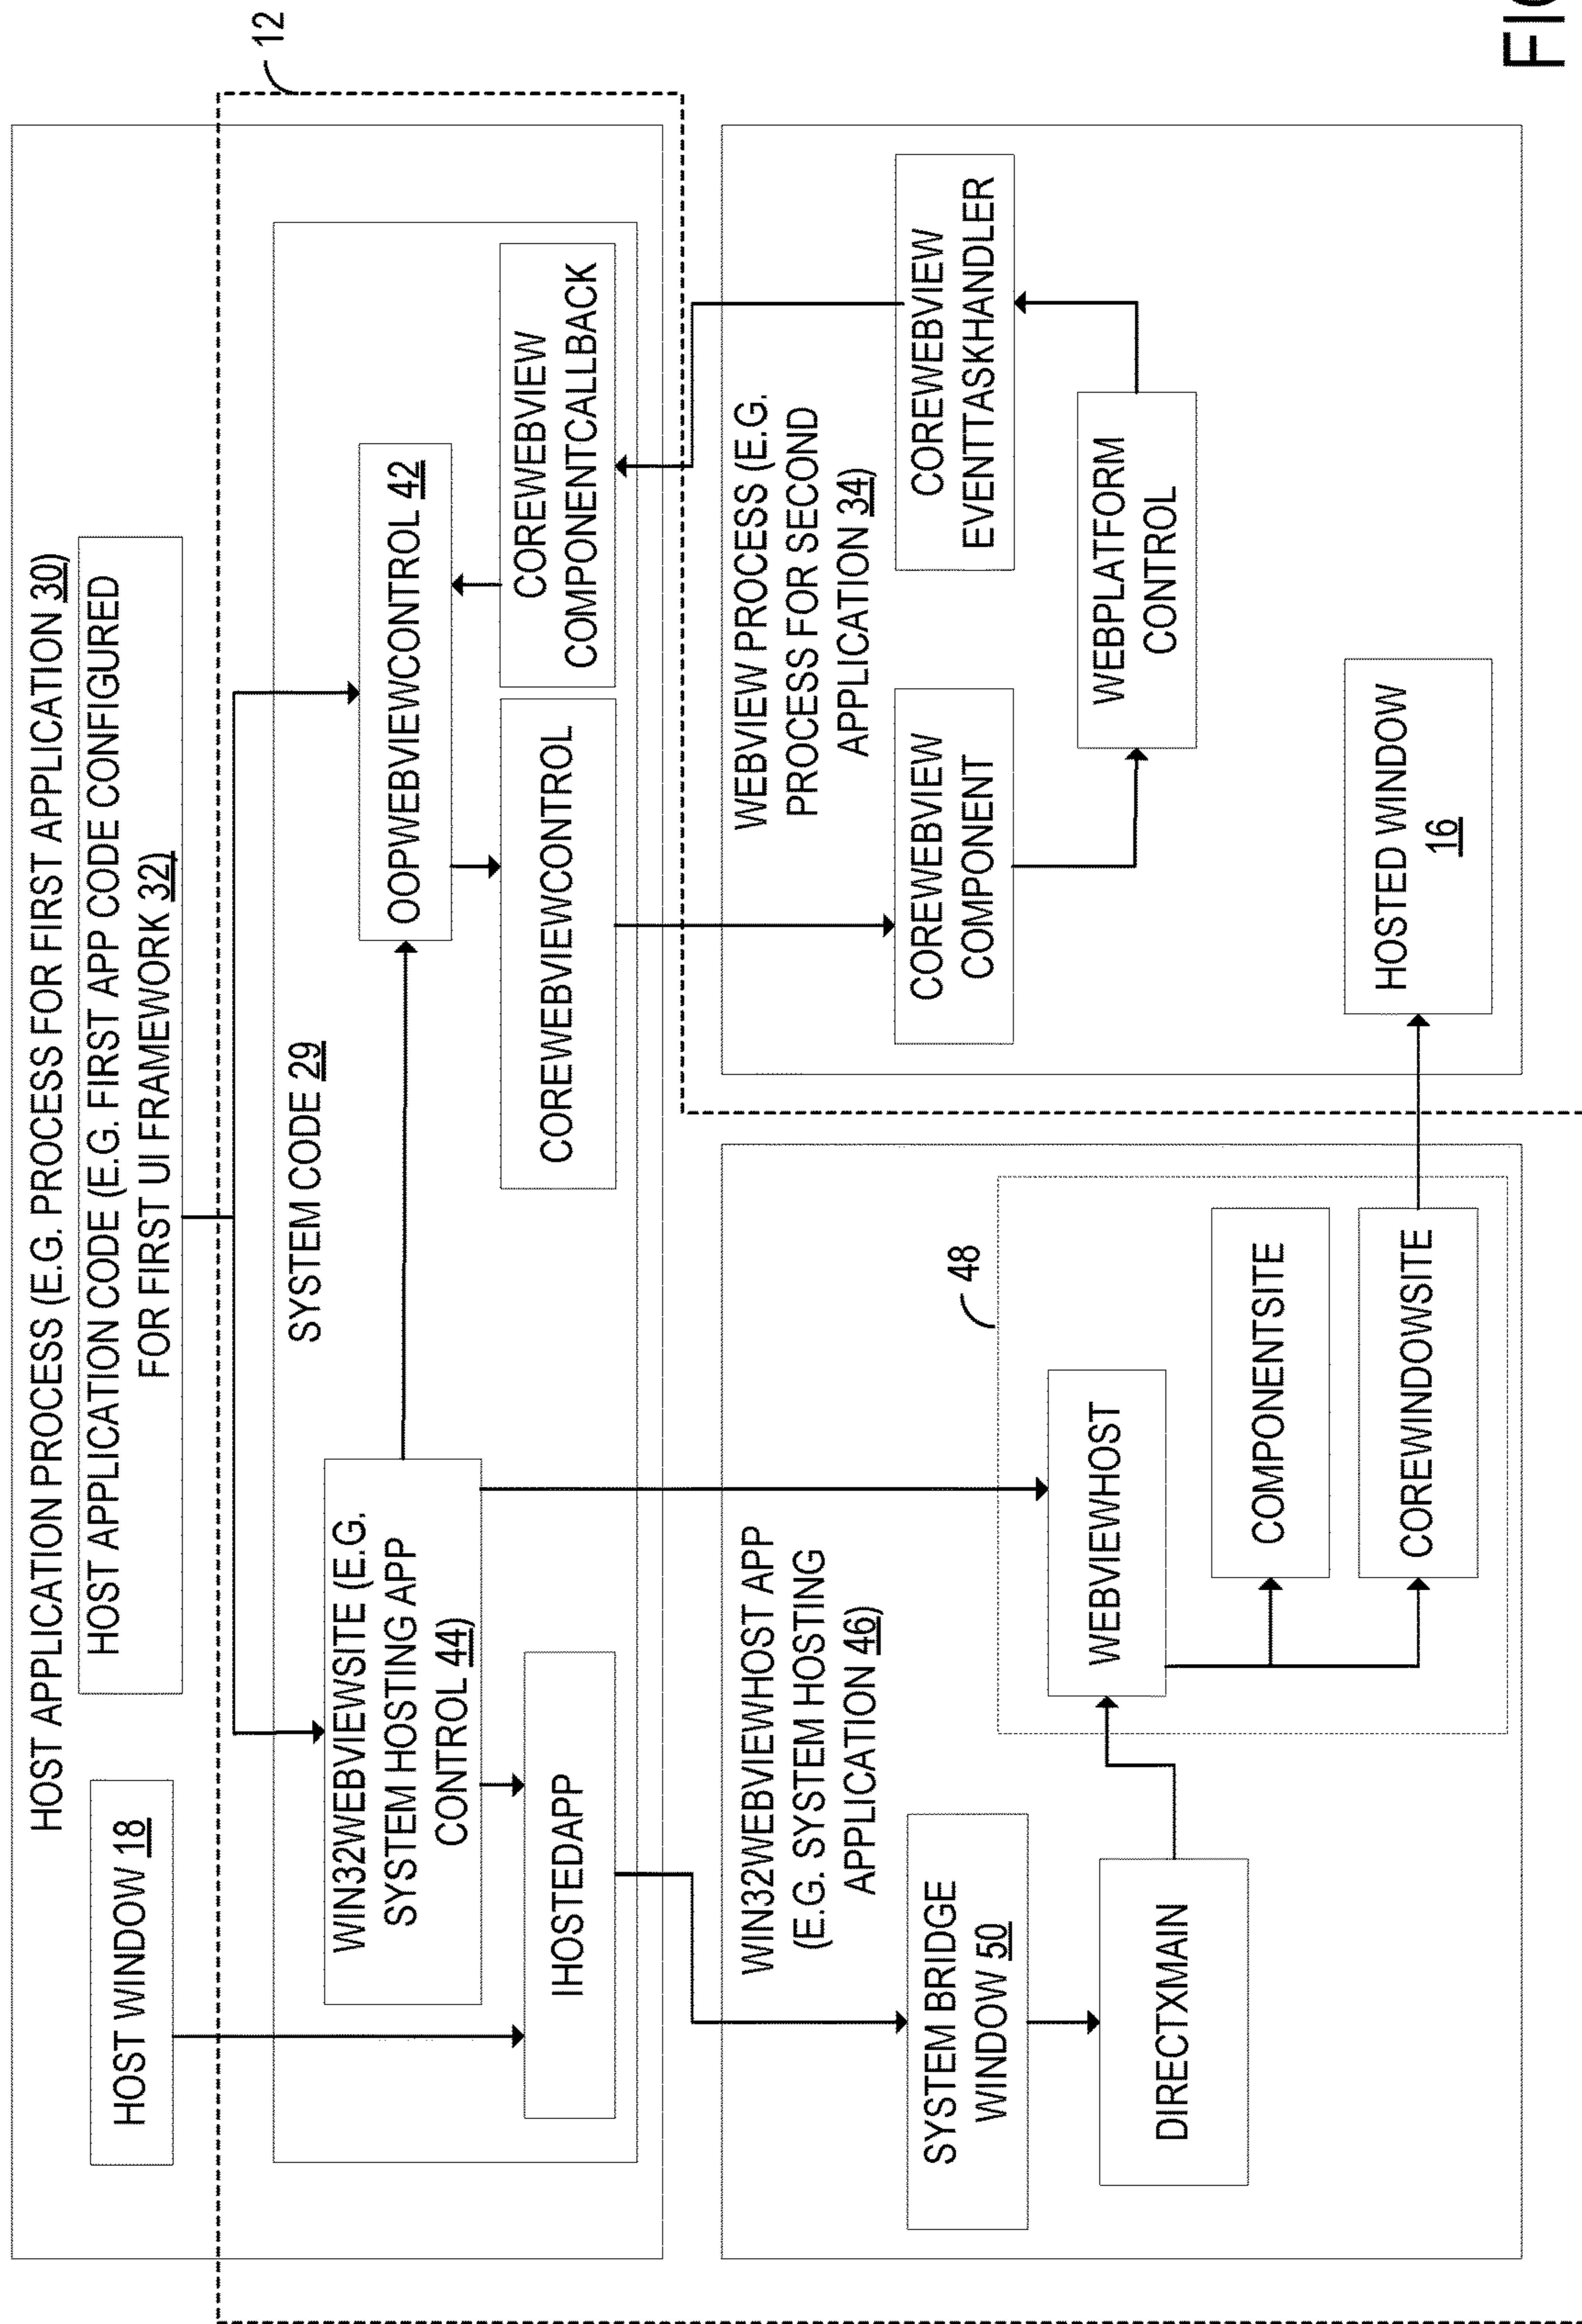 HOST APPLICATION PROCESS (E.G. PROCESS FOR FIRST APPLICATION 30)
HOST WINDOW 18
HOST APPLICATION CODE (E.G. FIRST APP CODE CONFIGURED
FOR FIRST UI FRAMEWORK 32)
12
SYSTEM CODE 29
WIN32WEBVIEWSITE (E.G.
SYSTEM HOSTING APP
CONTROL 44)
OOPWEBVIEWCONTROL 42
IHOSTEDAPP
COREWEBVIEWCONTROL
COREWEBVIEW
COMPONENTCALLBACK
WIN32WEBVIEWHOST APP
(E.G. SYSTEM HOSTING
APPLICATION 46)
SYSTEM BRIDGE
WINDOW 50
DIRECTXMAIN
48
WEBVIEWHOST
COMPONENTSITE
COREWINDOWSITE
WEBVIEW PROCESS (E.G.
PROCESS FOR SECOND
APPLICATION 34)
COREWEBVIEW
COMPONENT
COREWEBVIEW
EVENTTASKHANDLER
WEBPLATFORM
CONTROL
HOSTED WINDOW
16